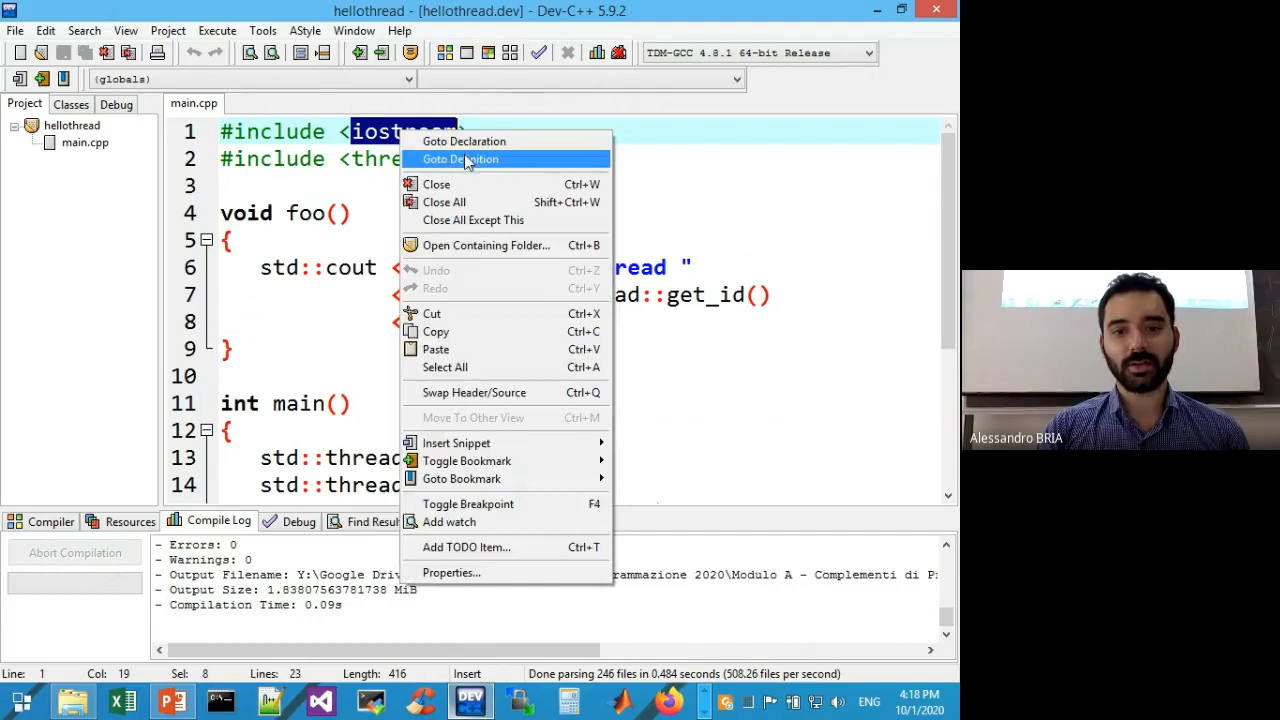 hellothread - [hellothread.dev] - Dev-C++ 5.9.2
File Edit Search View Project Execute Tools AStyle Window Help
TDM-GCC 4.8.1 64-bit Release
(globals)
Project Classes Debug
main.cpp
hellothread
main.cpp
1 #include <
2 #include <thre
3
4 void foo()
5 {
6 std::cout < read "
7 < ad::get_id()
8 <
9 }
10
11 int main()
12 {
13 std::thread
14 std::thread
Goto Declaration
Goto Definition
Close Ctrl+W
Close All Shift+Ctrl+W
Close All Except This
Open Containing Folder... Ctrl+B
Undo Ctrl+Z
Redo Ctrl+Y
Cut Ctrl+X
Copy Ctrl+C
Paste Ctrl+V
Select All Ctrl+A
Swap Header/Source Ctrl+Q
Move To Other View Ctrl+M
Insert Snippet
Toggle Bookmark
Goto Bookmark
Toggle Breakpoint F4
Add watch
Add TODO Item... Ctrl+T
Properties...
Compiler Resources Compile Log Debug Find Resu
Abort Compilation
- Errors: 0
- Warnings: 0
- Output Filename: Y:\Google Driv grammazione 2020\Modulo A - Complementi di P
- Output Size: 1.83807563781738 MiB
- Compilation Time: 0.09s
Line: 1 Col: 19 Sel: 8 Lines: 23 Length: 416 Insert Done parsing 246 files in 0.484 seconds (508.26 files per second)
DEV
ENG
4:18 PM
10/1/2020
Alessandro BRIA